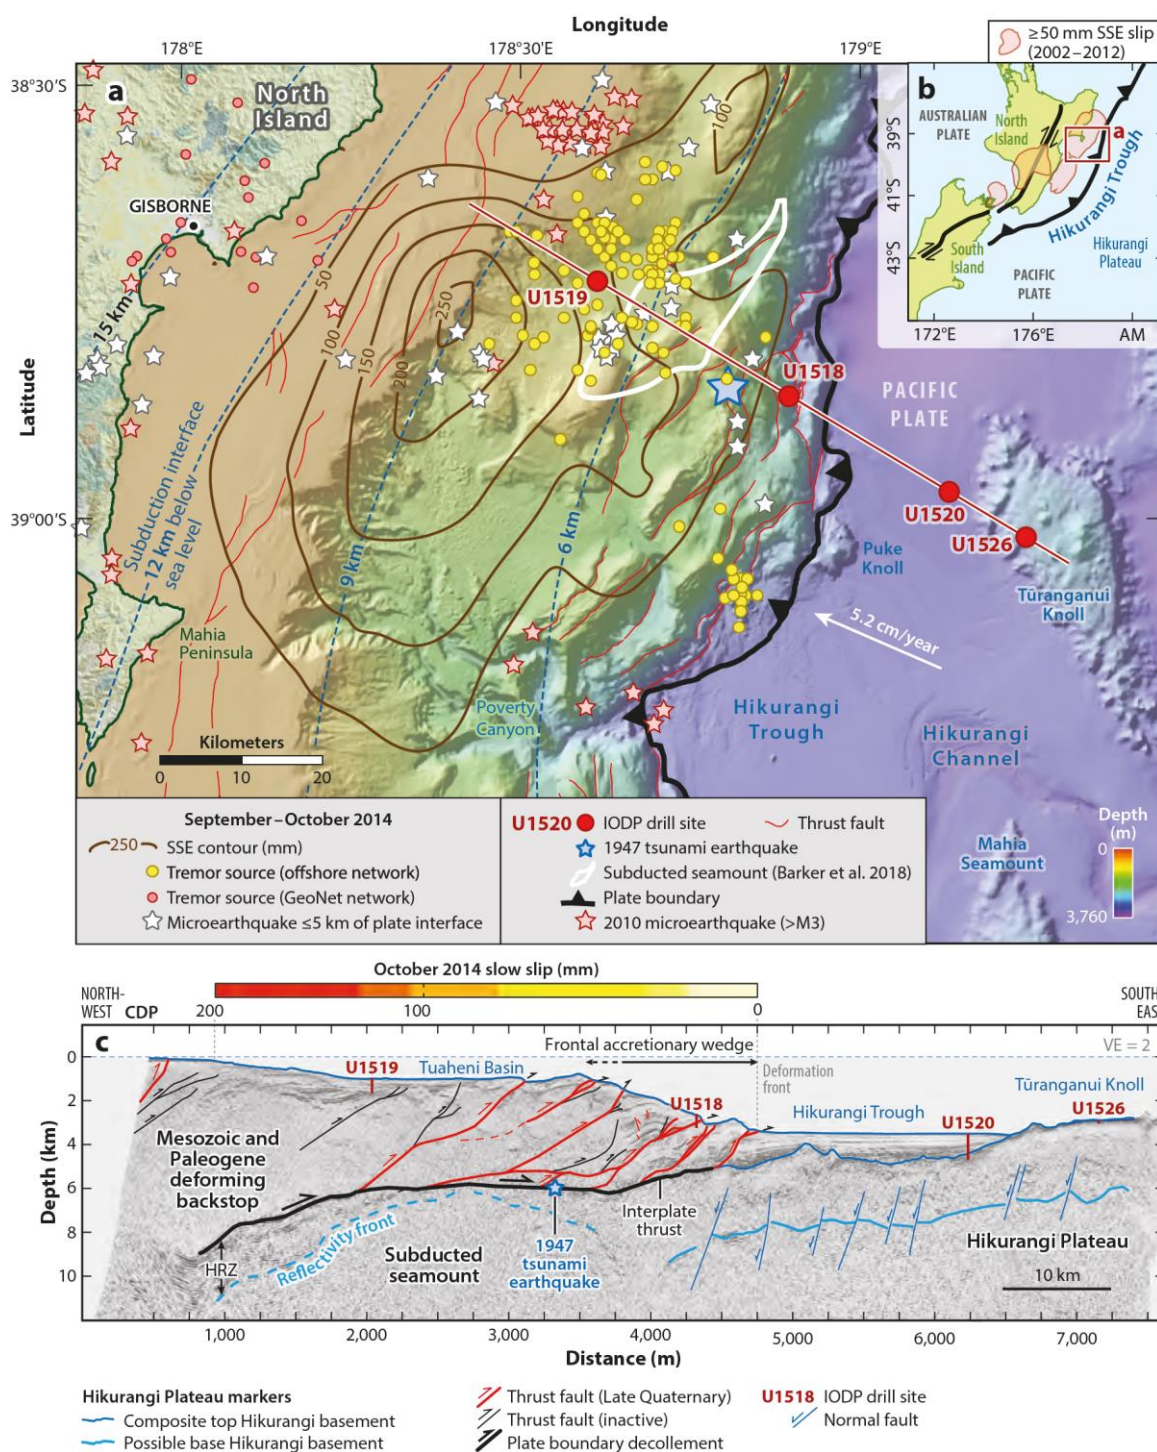 Longitude
178°E
178°30'E
179°E
≥50 mm SSE slip
(2002–2012)
38°30'S
a
North
Island
100
b
AUSTRALIAN
PLATE
North
Island
a
39°S
41°S
43°S
Hikurangi Trough
Hikurangi
Plateau
South
Island
PACIFIC
PLATE
172°E
176°E
AM
GISBORNE
15 km
50
100
150
200
250
U1519
U1518
PACIFIC
PLATE
Latitude
Subduction interface
12 km below
sea level
39°00'S
9 km
6 km
U1520
U1526
Puke
Knoll
Tūranganui
Knoll
5.2 cm/year
Mahia
Peninsula
Poverty
Canyon
Hikurangi
Trough
Hikurangi
Channel
Kilometers
0 10 20
September–October 2014
250 SSE contour (mm)
Tremor source (offshore network)
Tremor source (GeoNet network)
Microearthquake ≤5 km of plate interface
U1520 IODP drill site
Thrust fault
1947 tsunami earthquake
Subducted seamount (Barker et al. 2018)
Plate boundary
2010 microearthquake (>M3)
Mahia
Seamount
Depth
(m)
0
3,760
October 2014 slow slip (mm)
NORTH-
WEST CDP
200 100 0
SOUTH
EAST
c
Frontal accretionary wedge
VE = 2
Deformation
front
U1519
Tuaheni Basin
U1518
Hikurangi Trough
U1520
Tūranganui Knoll
U1526
Mesozoic and
Paleogene
deforming
backstop
HRZ
Reflectivity front
Subducted
seamount
1947
tsunami
earthquake
Interplate
thrust
Hikurangi Plateau
10 km
Depth (km)
0
2
4
6
8
10
1,000 2,000 3,000 4,000 5,000 6,000 7,000
Distance (m)
Hikurangi Plateau markers
Composite top Hikurangi basement
Possible base Hikurangi basement
Thrust fault (Late Quaternary)
Thrust fault (inactive)
Plate boundary decollement
U1518 IODP drill site
Normal fault